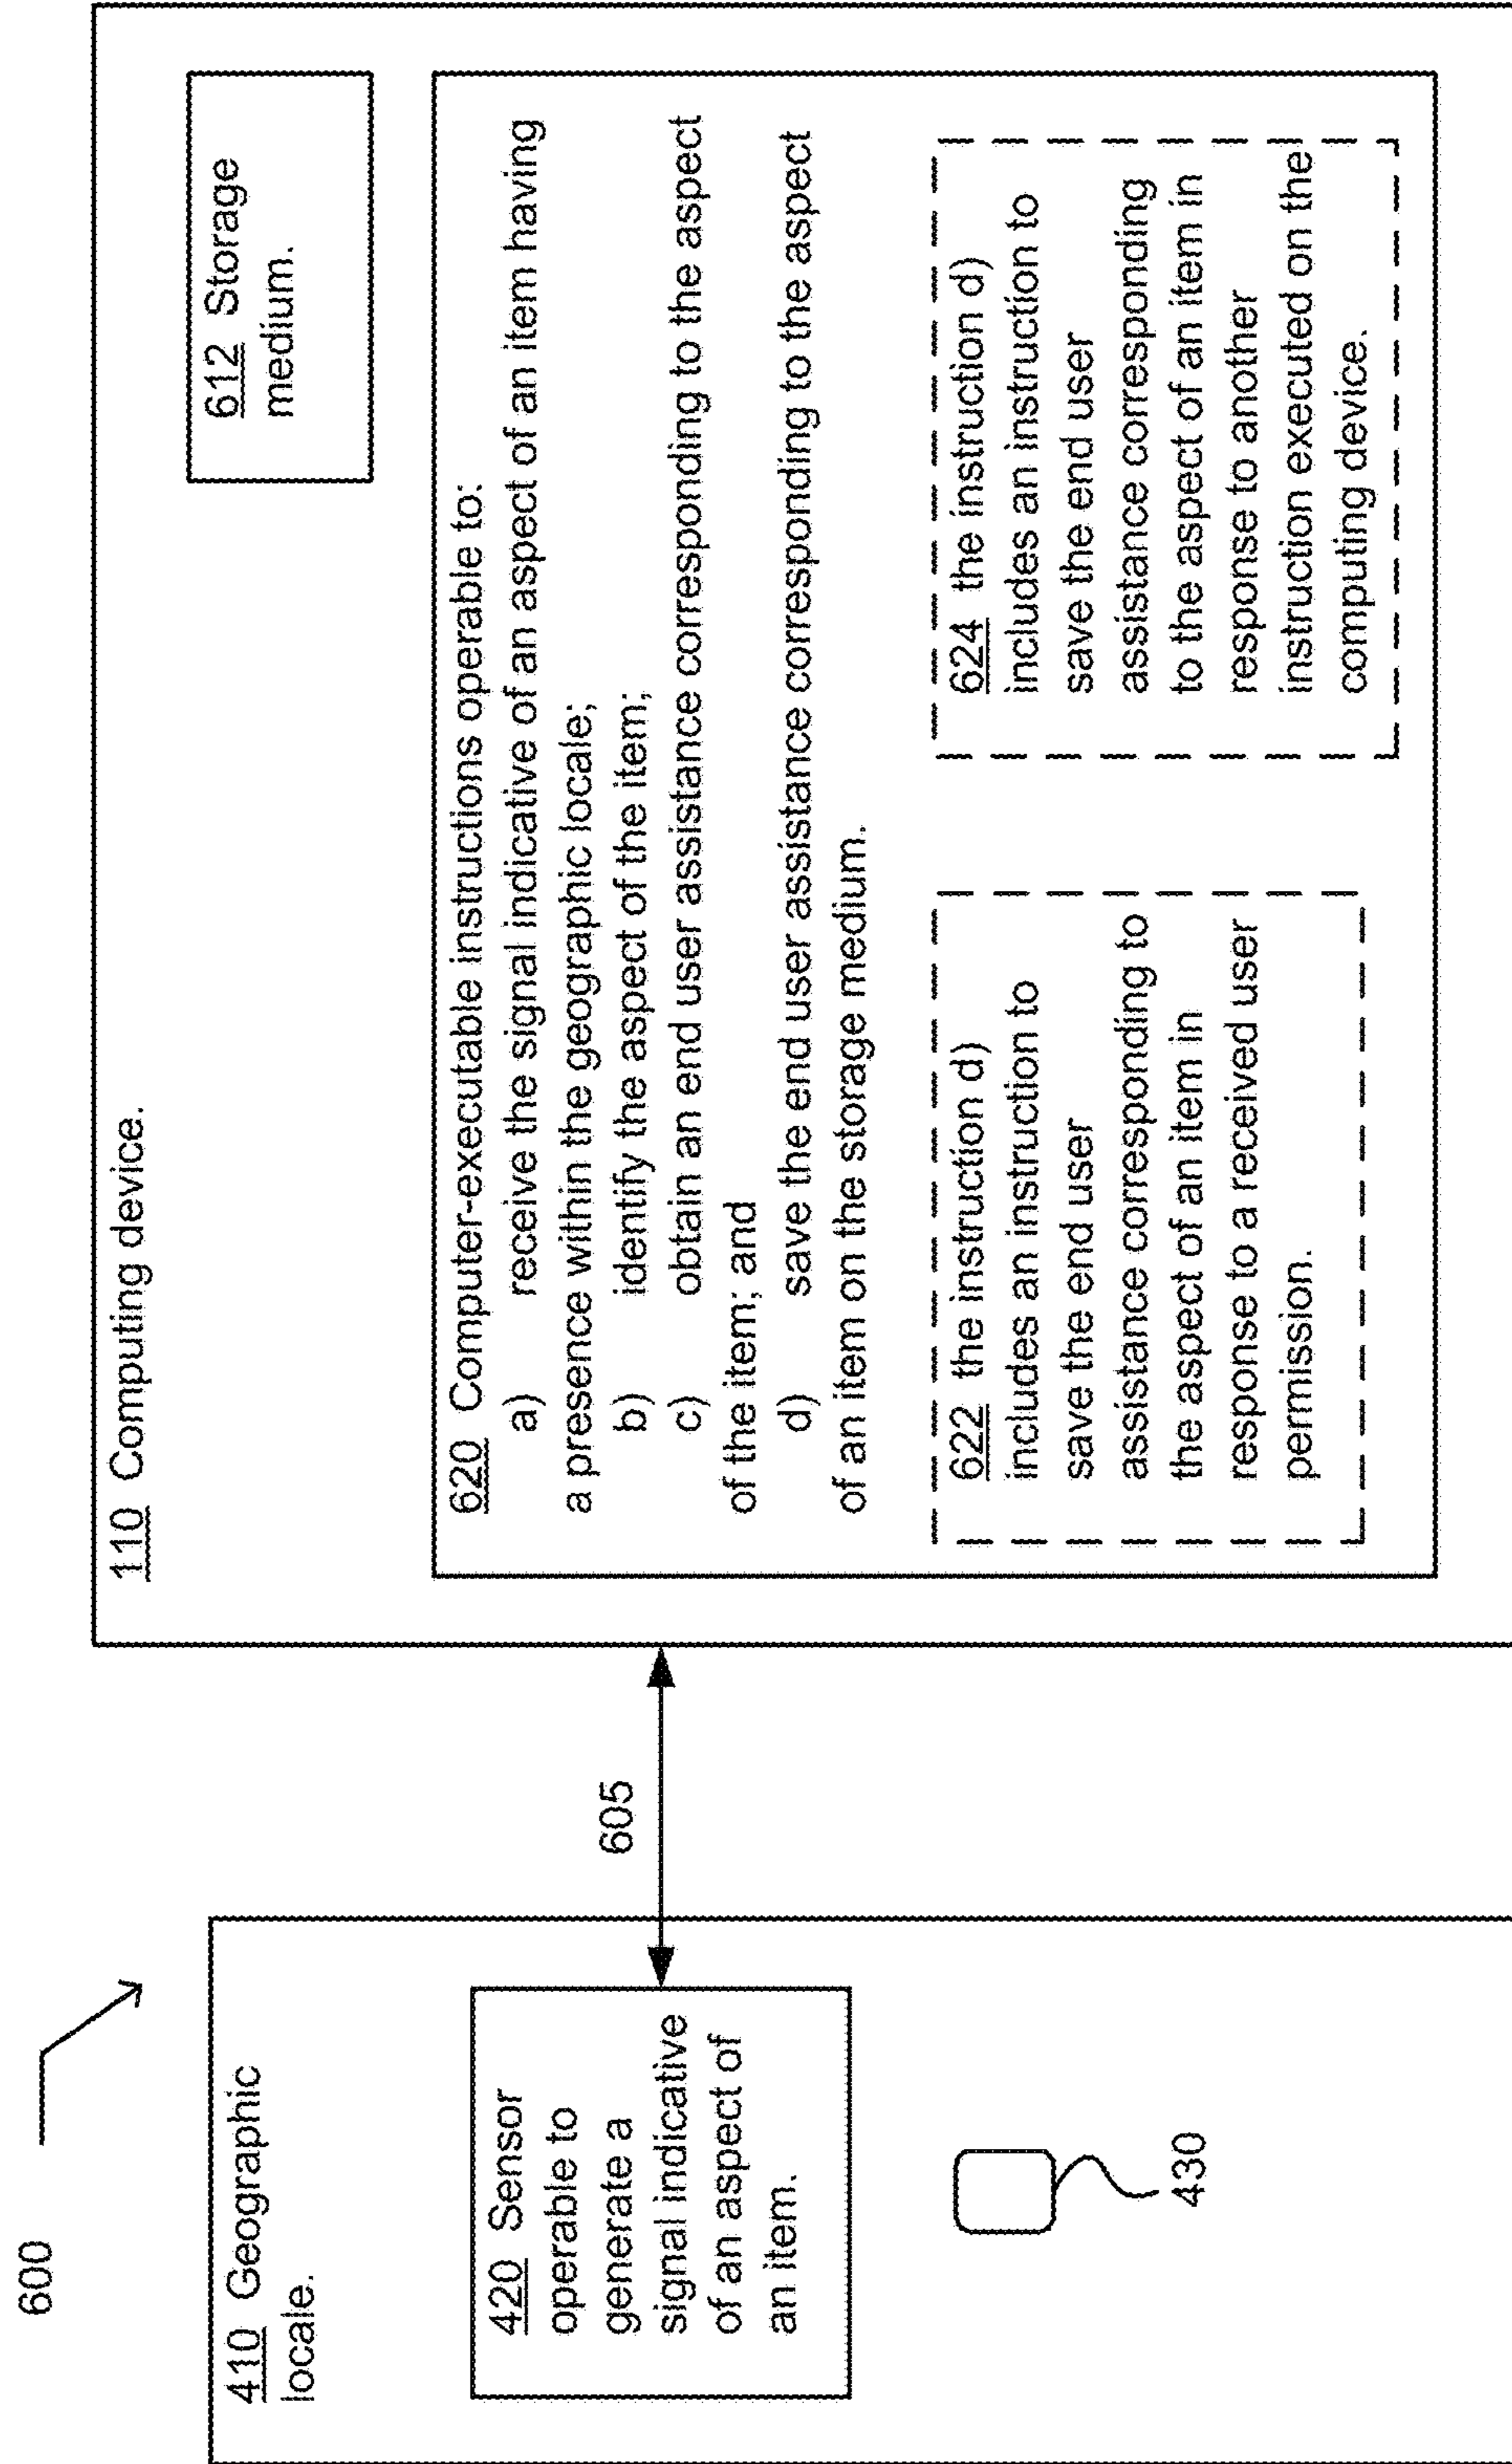 600
410 Geographic
locale.
420 Sensor
operable to
generate a
signal indicative
of an aspect of
an item.
430
605
110 Computing device.
612 Storage
medium.
620 Computer-executable instructions operable to:
a) receive the signal indicative of an aspect of an item having
a presence within the geographic locale;
b) identify the aspect of the item;
c) obtain an end user assistance corresponding to the aspect
of the item; and
d) save the end user assistance corresponding to the aspect
of an item on the storage medium.
622 the instruction d)
includes an instruction to
save the end user
assistance corresponding to
the aspect of an item in
response to a received user
permission.
624 the instruction d)
includes an instruction to
save the end user
assistance corresponding
to the aspect of an item in
response to another
instruction executed on the
computing device.